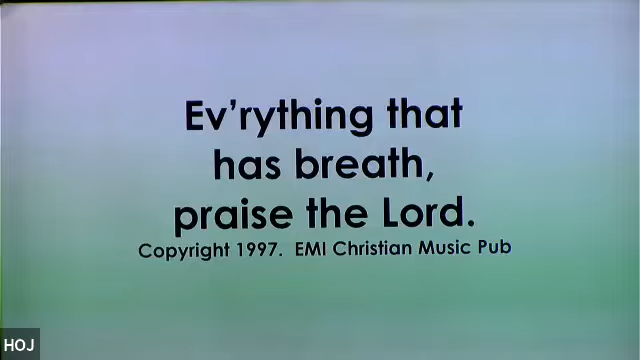 Ev'rything that
has breath,
praise the Lord.
Copyright 1997.  EMI Christian Music Pub
HOJ